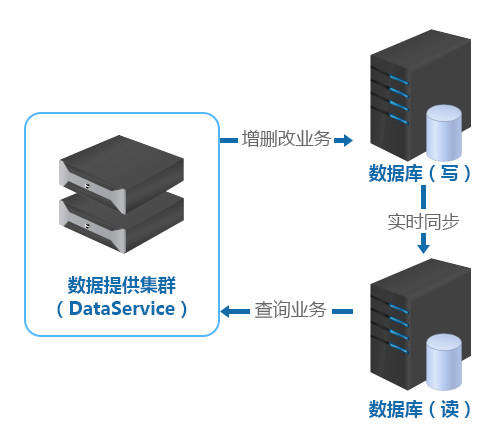 增删改业务
数据库（写）
实时同步
数据提供集群
（DataService）
查询业务
数据库（读）